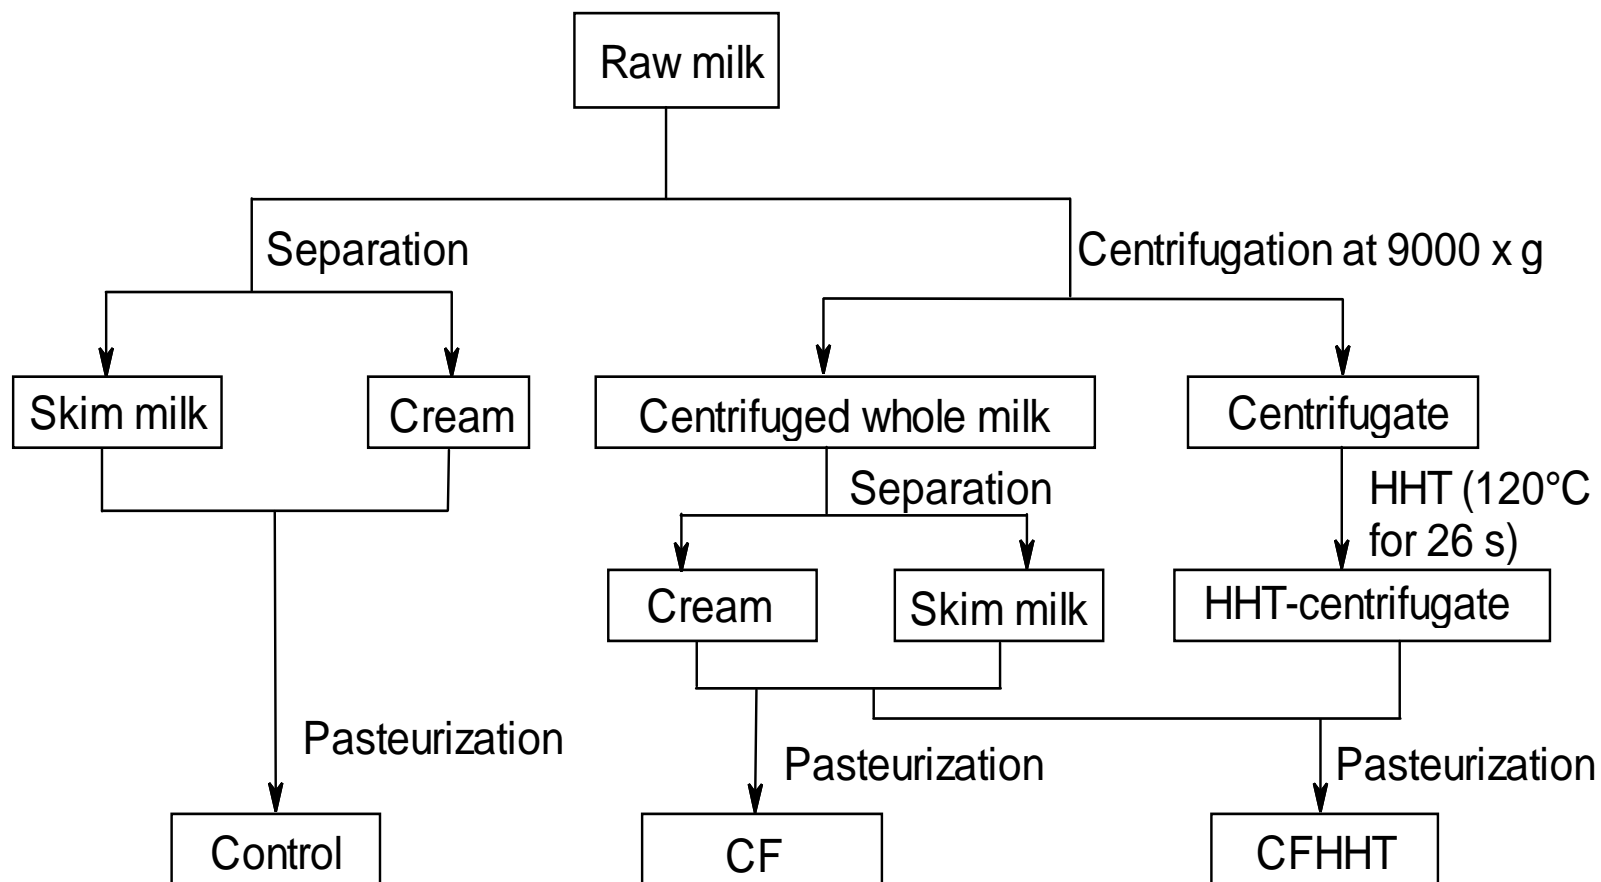 Raw milk
Separation
Centrifugation at 9000 x g
Skim milk
Cream
Centrifuged whole milk
Centrifugate
Separation
HHT (120°C
for 26 s)
Cream
Skim milk
HHT-centrifugate
Pasteurization
Pasteurization
Pasteurization
Control
CF
CFHHT